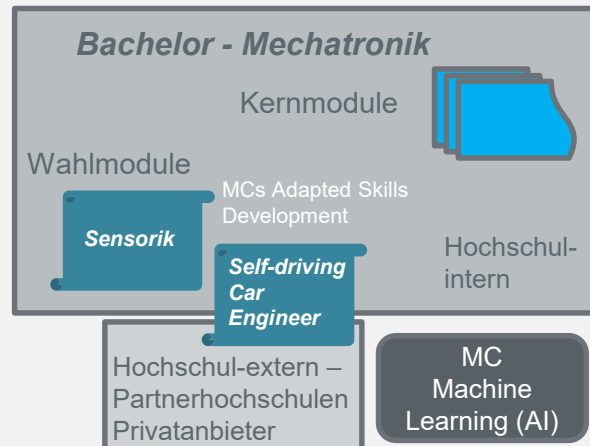 Bachelor - Mechatronik
Kernmodule
Wahlmodule
MCs Adapted Skills
Development
Sensorik
Self-driving
Car
Engineer
Hochschul-
intern
Hochschul-extern –
Partnerhochschulen
Privatanbieter
MC
Machine
Learning (AI)